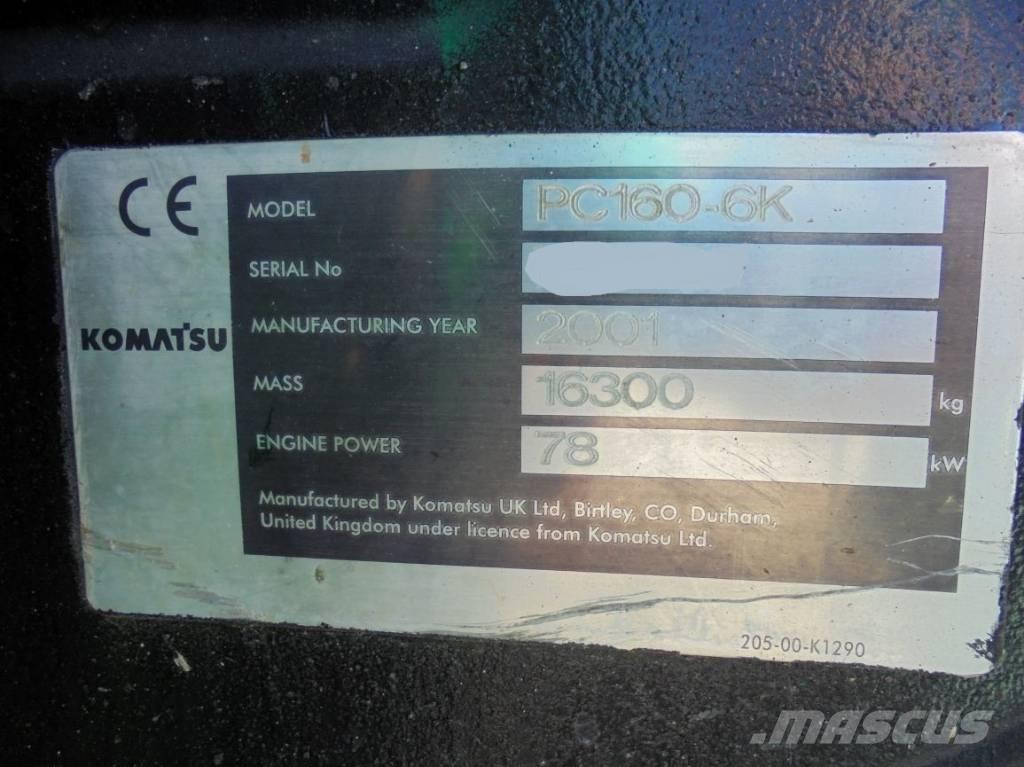 CE
MODEL PC160-6K
SERIAL No
KOMATSU
MANUFACTURING YEAR 2001
MASS 16300 kg
ENGINE POWER 78 kW
Manufactured by Komatsu UK Ltd, Birtley, CO, Durham,
United Kingdom under licence from Komatsu Ltd.
205-00-K1290
MASCUS